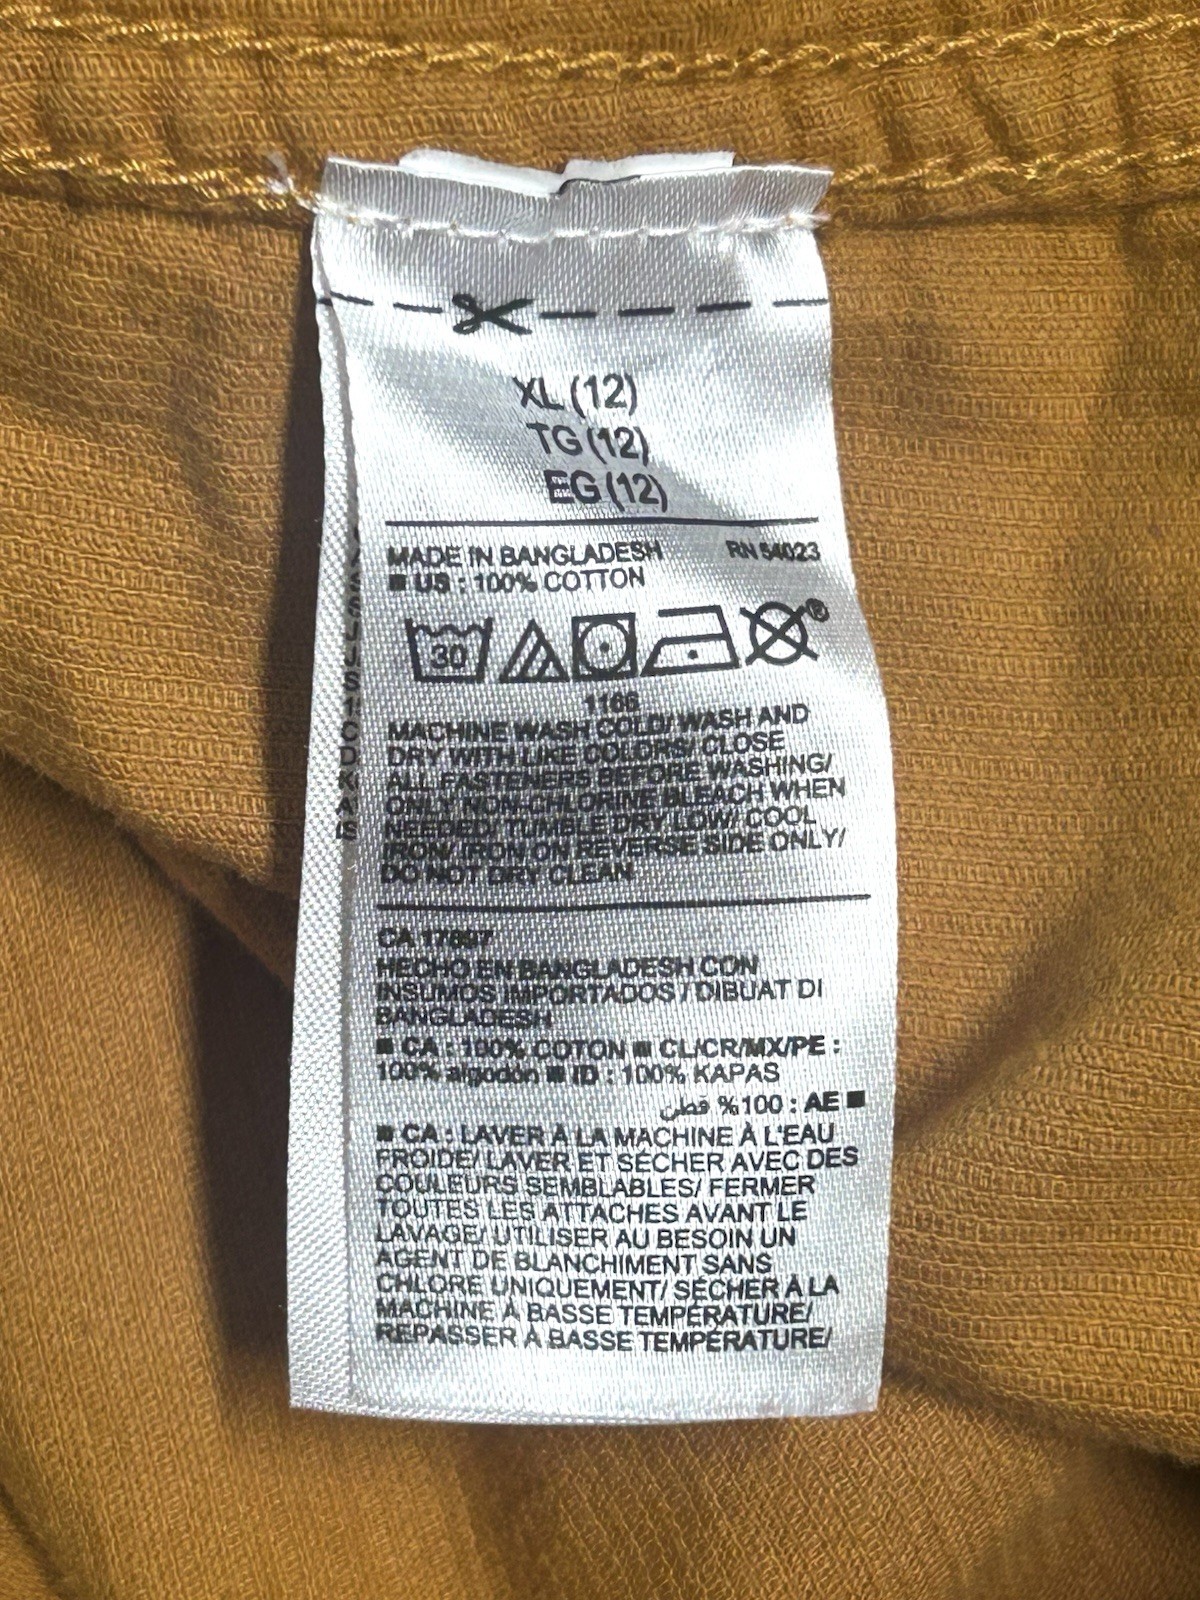 XL (12)
TG (12)
EG (12)
MADE IN BANGLADESH RN 54023
■ US : 100% COTTON
30
®
1166
MACHINE WASH COLD/ WASH AND
DRY WITH LIKE COLORS/ CLOSE
ALL FASTENERS BEFORE WASHING/
ONLY NON-CHLORINE BLEACH WHEN
NEEDED/ TUMBLE DRY LOW/ COOL
IRON/ IRON ON REVERSE SIDE ONLY/
DO NOT DRY CLEAN
CA 17897
HECHO EN BANGLADESH CON
INSUMOS IMPORTADOS / DIBUAT DI
BANGLADESH
■ CA : 100% COTON ■ CL/CR/MX/PE :
100% algodón ■ ID : 100% KAPAS
■ AE : 100% قطن
■ CA : LAVER À LA MACHINE À L'EAU
FROIDE/ LAVER ET SÉCHER AVEC DES
COULEURS SEMBLABLES/ FERMER
TOUTES LES ATTACHES AVANT LE
LAVAGE/ UTILISER AU BESOIN UN
AGENT DE BLANCHIMENT SANS
CHLORE UNIQUEMENT/ SÉCHER À LA
MACHINE À BASSE TEMPÉRATURE/
REPASSER À BASSE TEMPÉRATURE/